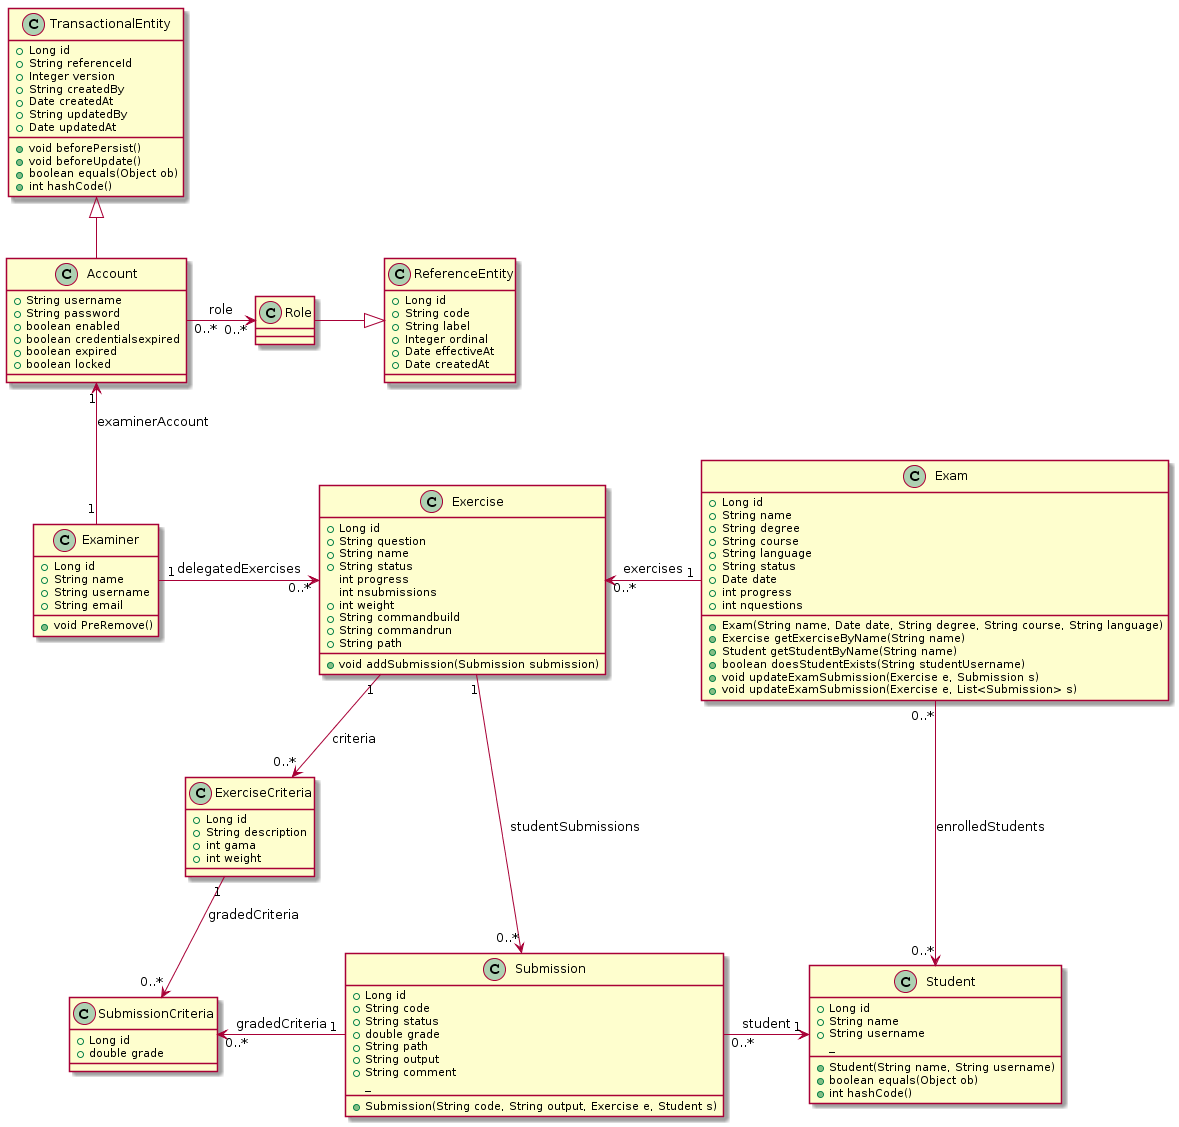 C TransactionalEntity
Long id
String referenceId
Integer version
String createdBy
Date createdAt
String updatedBy
Date updatedAt
void beforePersist()
void beforeUpdate()
boolean equals(Object ob)
int hashCode()
C Account
String username
String password
boolean enabled
boolean credentialsexpired
boolean expired
boolean locked
role
0..* 0..*
C Role
C ReferenceEntity
Long id
String code
String label
Integer ordinal
Date effectiveAt
Date createdAt
1
examinerAccount
1
C Examiner
Long id
String name
String username
String email
void PreRemove()
1 delegatedExercises
0..*
C Exercise
Long id
String question
String name
String status
int progress
int nsubmissions
int weight
String commandbuild
String commandrun
String path
void addSubmission(Submission submission)
exercises 1
0..*
C Exam
Long id
String name
String degree
String course
String language
String status
Date date
int progress
int nquestions
Exam(String name, Date date, String degree, String course, String language)
Exercise getExerciseByName(String name)
Student getStudentByName(String name)
boolean doesStudentExists(String studentUsername)
void updateExamSubmission(Exercise e, Submission s)
void updateExamSubmission(Exercise e, List<Submission> s)
1
criteria
0..*
1
studentSubmissions
0..*
0..*
enrolledStudents
0..*
C ExerciseCriteria
Long id
String description
int gama
int weight
1
gradedCriteria
0..*
C SubmissionCriteria
Long id
double grade
gradedCriteria 1
0..*
C Submission
Long id
String code
String status
double grade
String path
String output
String comment
_
Submission(String code, String output, Exercise e, Student s)
student 1
0..*
C Student
Long id
String name
String username
_
Student(String name, String username)
boolean equals(Object ob)
int hashCode()